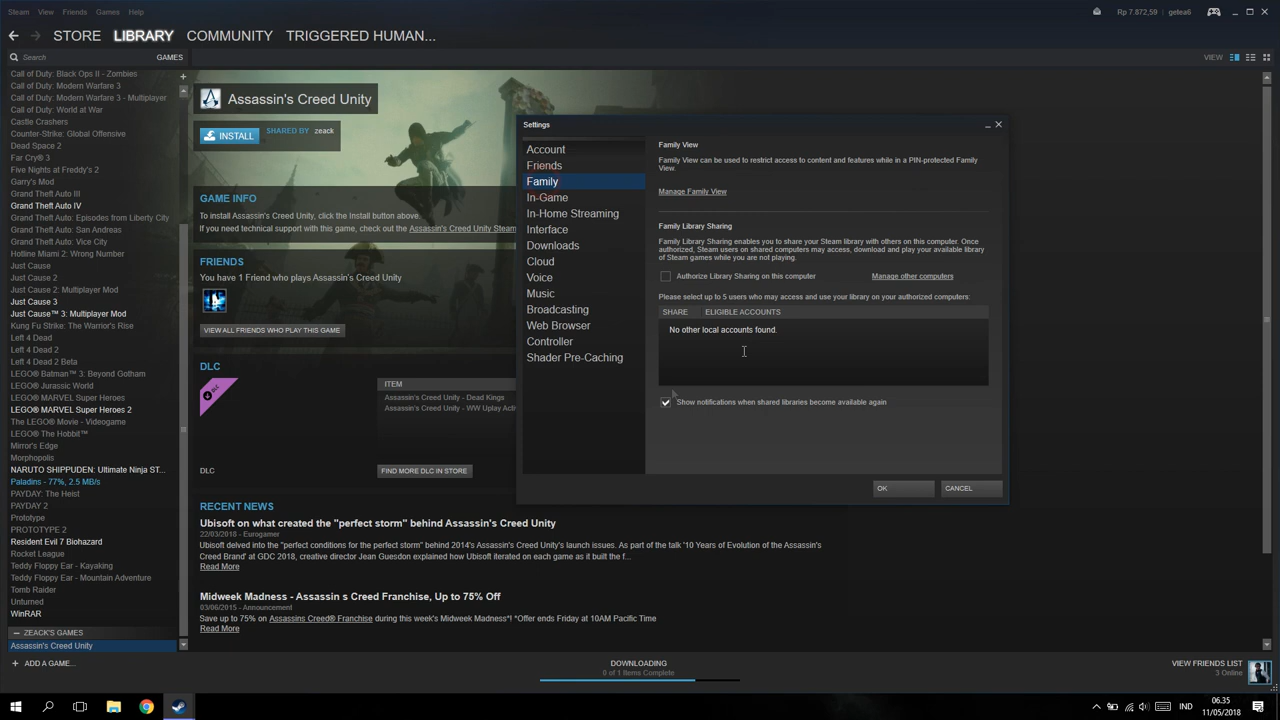 Steam View Friends Games Help
Rp 7.872,59 gelea6
STORE LIBRARY COMMUNITY TRIGGERED HUMAN...
Search GAMES
VIEW
Call of Duty: Black Ops II - Zombies
Call of Duty: Modern Warfare 3
Call of Duty: Modern Warfare 3 - Multiplayer
Call of Duty: World at War
Castle Crashers
Counter-Strike: Global Offensive
Dead Space 2
Far Cry® 3
Five Nights at Freddy's 2
Garry's Mod
Grand Theft Auto III
Grand Theft Auto IV
Grand Theft Auto: Episodes from Liberty City
Grand Theft Auto: San Andreas
Grand Theft Auto: Vice City
Hotline Miami 2: Wrong Number
Just Cause
Just Cause 2
Just Cause 2: Multiplayer Mod
Just Cause 3
Just Cause™ 3: Multiplayer Mod
Kung Fu Strike: The Warrior's Rise
Left 4 Dead
Left 4 Dead 2
Left 4 Dead 2 Beta
LEGO® Batman™ 3: Beyond Gotham
LEGO® Jurassic World
LEGO® MARVEL Super Heroes
LEGO® MARVEL Super Heroes 2
The LEGO® Movie - Videogame
LEGO® The Hobbit™
Mirror's Edge
Morphopolis
NARUTO SHIPPUDEN: Ultimate Ninja ST...
Paladins - 77%, 2.5 MB/s
PAYDAY: The Heist
PAYDAY 2
Prototype
PROTOTYPE 2
Resident Evil 7 Biohazard
Rocket League
Teddy Floppy Ear - Kayaking
Teddy Floppy Ear - Mountain Adventure
Tomb Raider
Unturned
WinRAR
ZEACK'S GAMES
Assassin's Creed Unity
ADD A GAME...
Assassin's Creed Unity
INSTALL SHARED BY zeack
GAME INFO
To install Assassin's Creed Unity, click the Install button above.
If you need technical support with this game, check out the Assassin's Creed Unity Steam
FRIENDS
You have 1 Friend who plays Assassin's Creed Unity
VIEW ALL FRIENDS WHO PLAY THIS GAME
DLC
DLC
ITEM
Assassin's Creed Unity - Dead Kings
Assassin's Creed Unity - WW Uplay Acti
DLC
FIND MORE DLC IN STORE
RECENT NEWS
Ubisoft on what created the "perfect storm" behind Assassin's Creed Unity
22/03/2018 - Eurogamer
Ubisoft delved into the "perfect conditions for the perfect storm" behind 2014's Assassin's Creed Unity's launch issues. As part of the talk '10 Years of Evolution of the Assassin's
Creed Brand' at GDC 2018, creative director Jean Guesdon explained how Ubisoft iterated on each game as it built the f...
Read More
Midweek Madness - Assassin s Creed Franchise, Up to 75% Off
03/06/2015 - Announcement
Save up to 75% on Assassins Creed® Franchise during this week's Midweek Madness*! *Offer ends Friday at 10AM Pacific Time
Read More
Settings
Account
Friends
Family
In-Game
In-Home Streaming
Interface
Downloads
Cloud
Voice
Music
Broadcasting
Web Browser
Controller
Shader Pre-Caching
Family View
Family View can be used to restrict access to content and features while in a PIN-protected Family
View.
Manage Family View
Family Library Sharing
Family Library Sharing enables you to share your Steam library with others on this computer. Once
authorized, Steam users on shared computers may access, download and play your available library
of Steam games while you are not playing.
Authorize Library Sharing on this computer Manage other computers
Please select up to 5 users who may access and use your library on your authorized computers:
SHARE ELIGIBLE ACCOUNTS
No other local accounts found.
Show notifications when shared libraries become available again
OK CANCEL
DOWNLOADING
0 of 1 Items Complete
VIEW FRIENDS LIST
3 Online
IND
06.35
11/05/2018